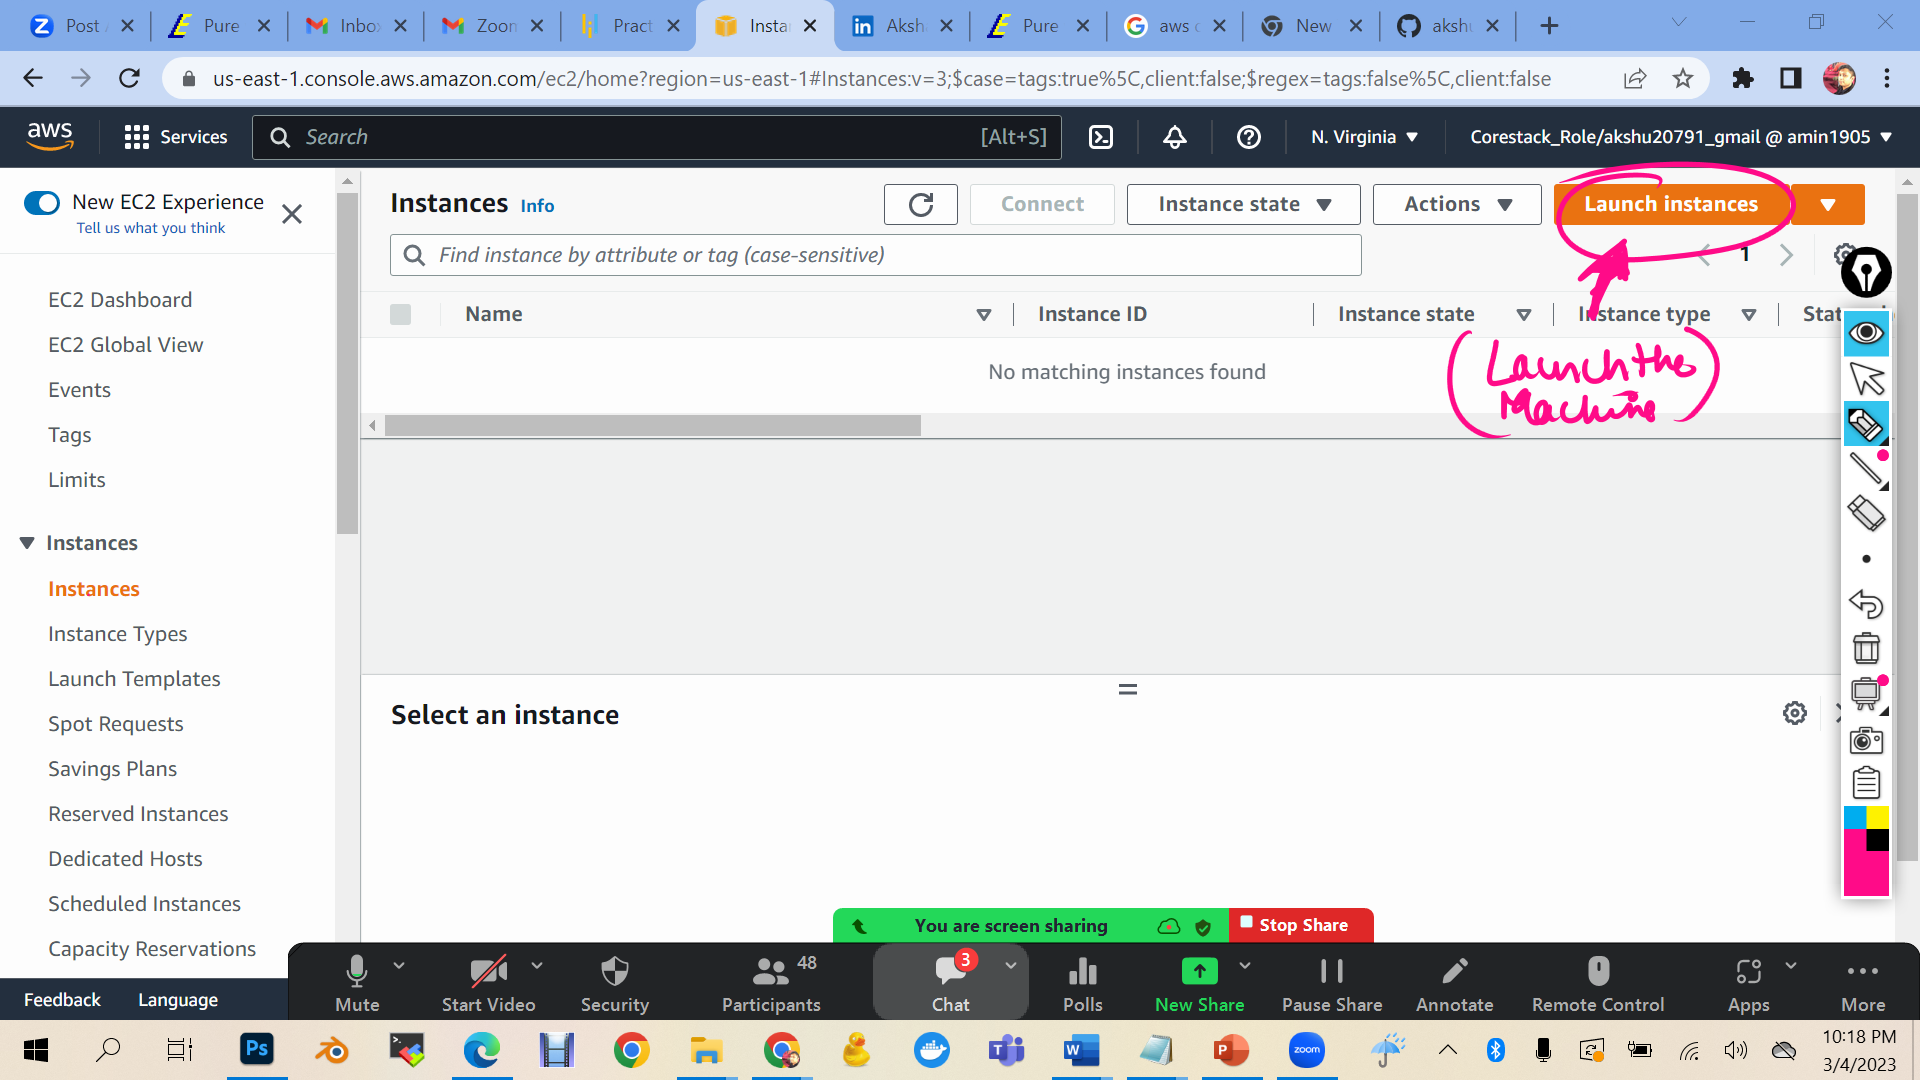 Post
Pure
Inbox
Zoom
Pract
Insta
Aksh
Pure
aws c
New
akshu
us-east-1.console.aws.amazon.com/ec2/home?region=us-east-1#Instances:v=3;$case=tags:true%5C,client:false;$regex=tags:false%5C,client:false
aws
Services
Search
[Alt+S]
N. Virginia
Corestack_Role/akshu20791_gmail @ amin1905
New EC2 Experience
Tell us what you think
Instances Info
Connect
Instance state
Actions
Launch instances
Find instance by attribute or tag (case-sensitive)
1
Name
Instance ID
Instance state
Instance type
Stat
No matching instances found
(Launch the
Machine)
EC2 Dashboard
EC2 Global View
Events
Tags
Limits
Instances
Instances
Instance Types
Launch Templates
Spot Requests
Savings Plans
Reserved Instances
Dedicated Hosts
Scheduled Instances
Capacity Reservations
Select an instance
You are screen sharing
Stop Share
Feedback
Language
Mute
Start Video
Security
48
Participants
3
Chat
Polls
New Share
Pause Share
Annotate
Remote Control
Apps
More
Ps
W
P
zoom
10:18 PM
3/4/2023